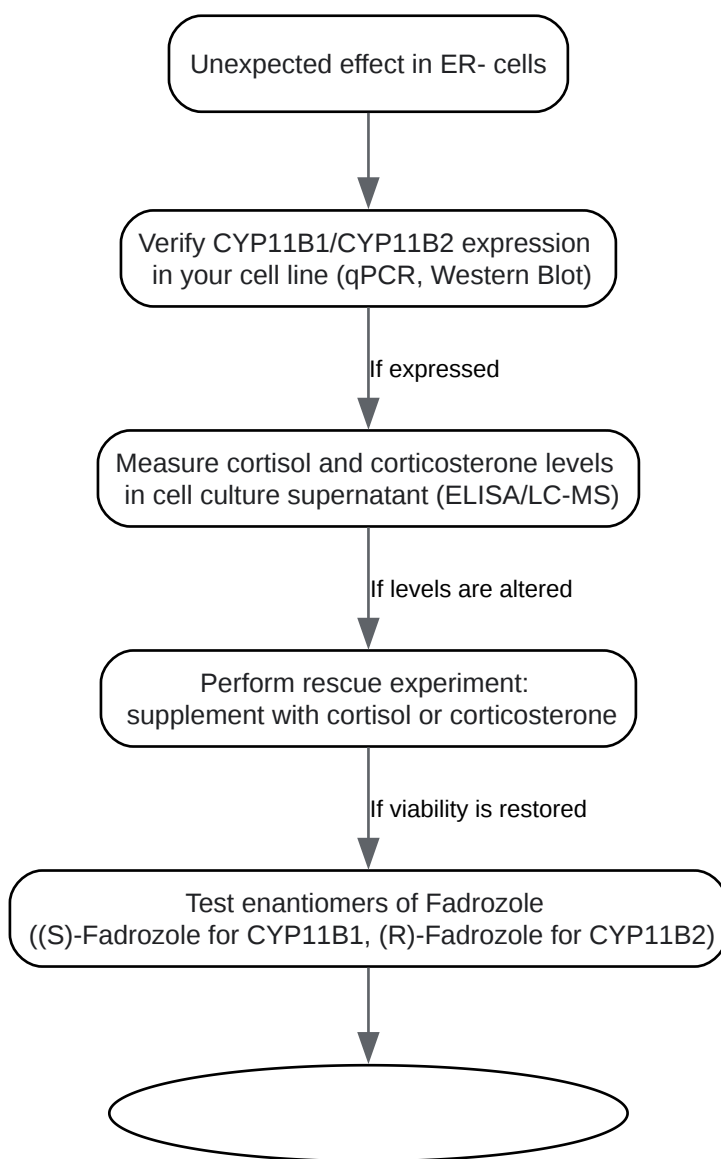 Unexpected effect in ER- cells
Verify CYP11B1/CYP11B2 expression
in your cell line (qPCR, Western Blot)
If expressed
Measure cortisol and corticosterone levels
in cell culture supernatant (ELISA/LC-MS)
If levels are altered
Perform rescue experiment:
supplement with cortisol or corticosterone
If viability is restored
Test enantiomers of Fadrozole
((S)-Fadrozole for CYP11B1, (R)-Fadrozole for CYP11B2)